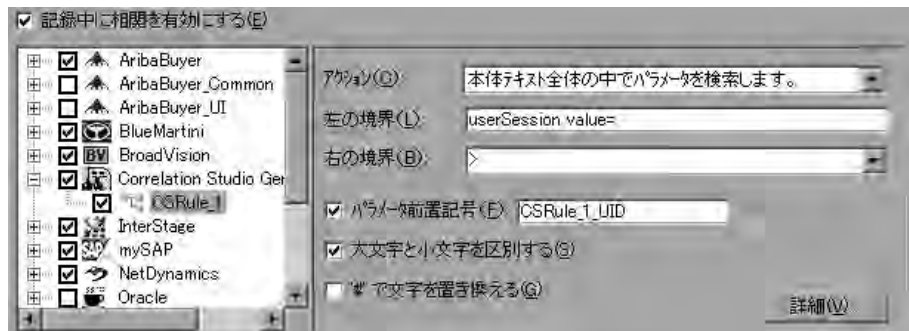 記録中に相関を有効にする(E)
AribaBuyer
AribaBuyer_Common
AribaBuyer_UI
BlueMartini
BroadVision
Correlation Studio Ger
CSRule_1
InterStage
mySAP
NetDynamics
Oracle
アクション(C):
本体テキスト全体の中でパラメータを検索します。
左の境界(L):
userSession value=
右の境界(B):
>
パラメータ前置記号(F)
CSRule_1_UID
大文字と小文字を区別する(S)
'#' で文字を置き換える(G)
詳細(V)